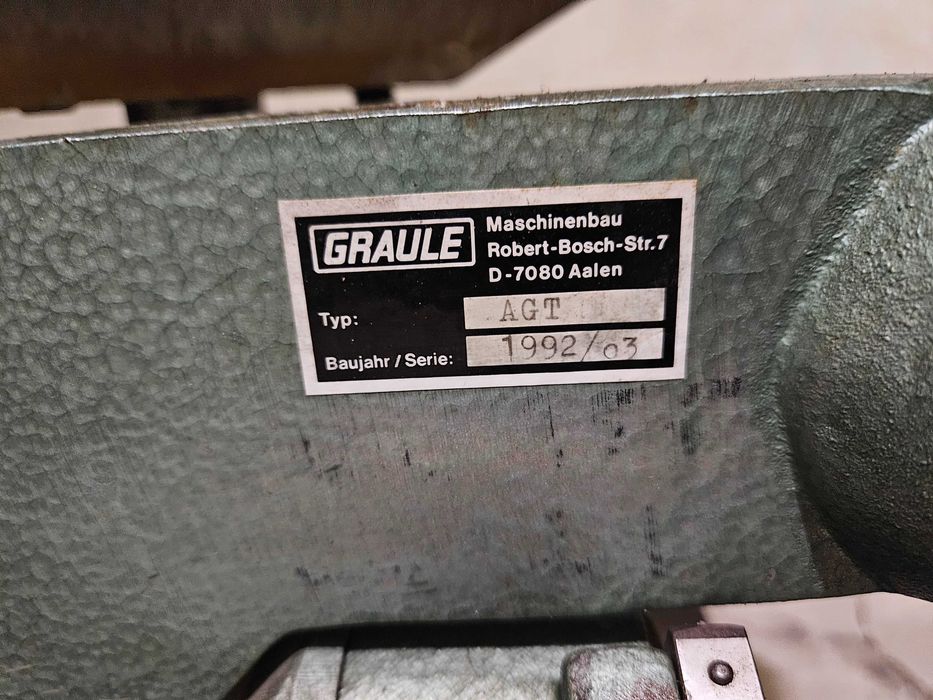 GRAULE
Maschinenbau
Robert-Bosch-Str.7
D-7080 Aalen
Typ: AGT
Baujahr / Serie: 1992/03